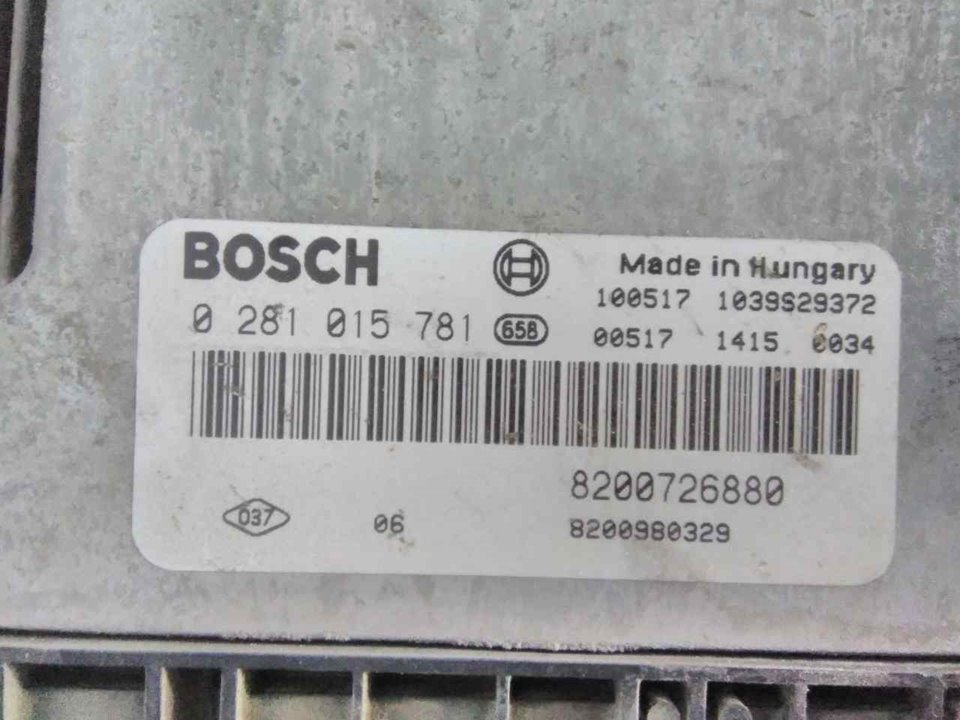 BOSCH
Made in Hungary
100517 1039S29372
0 281 015 781 658
00517 1415 0034
8200726880
037 06
8200980329